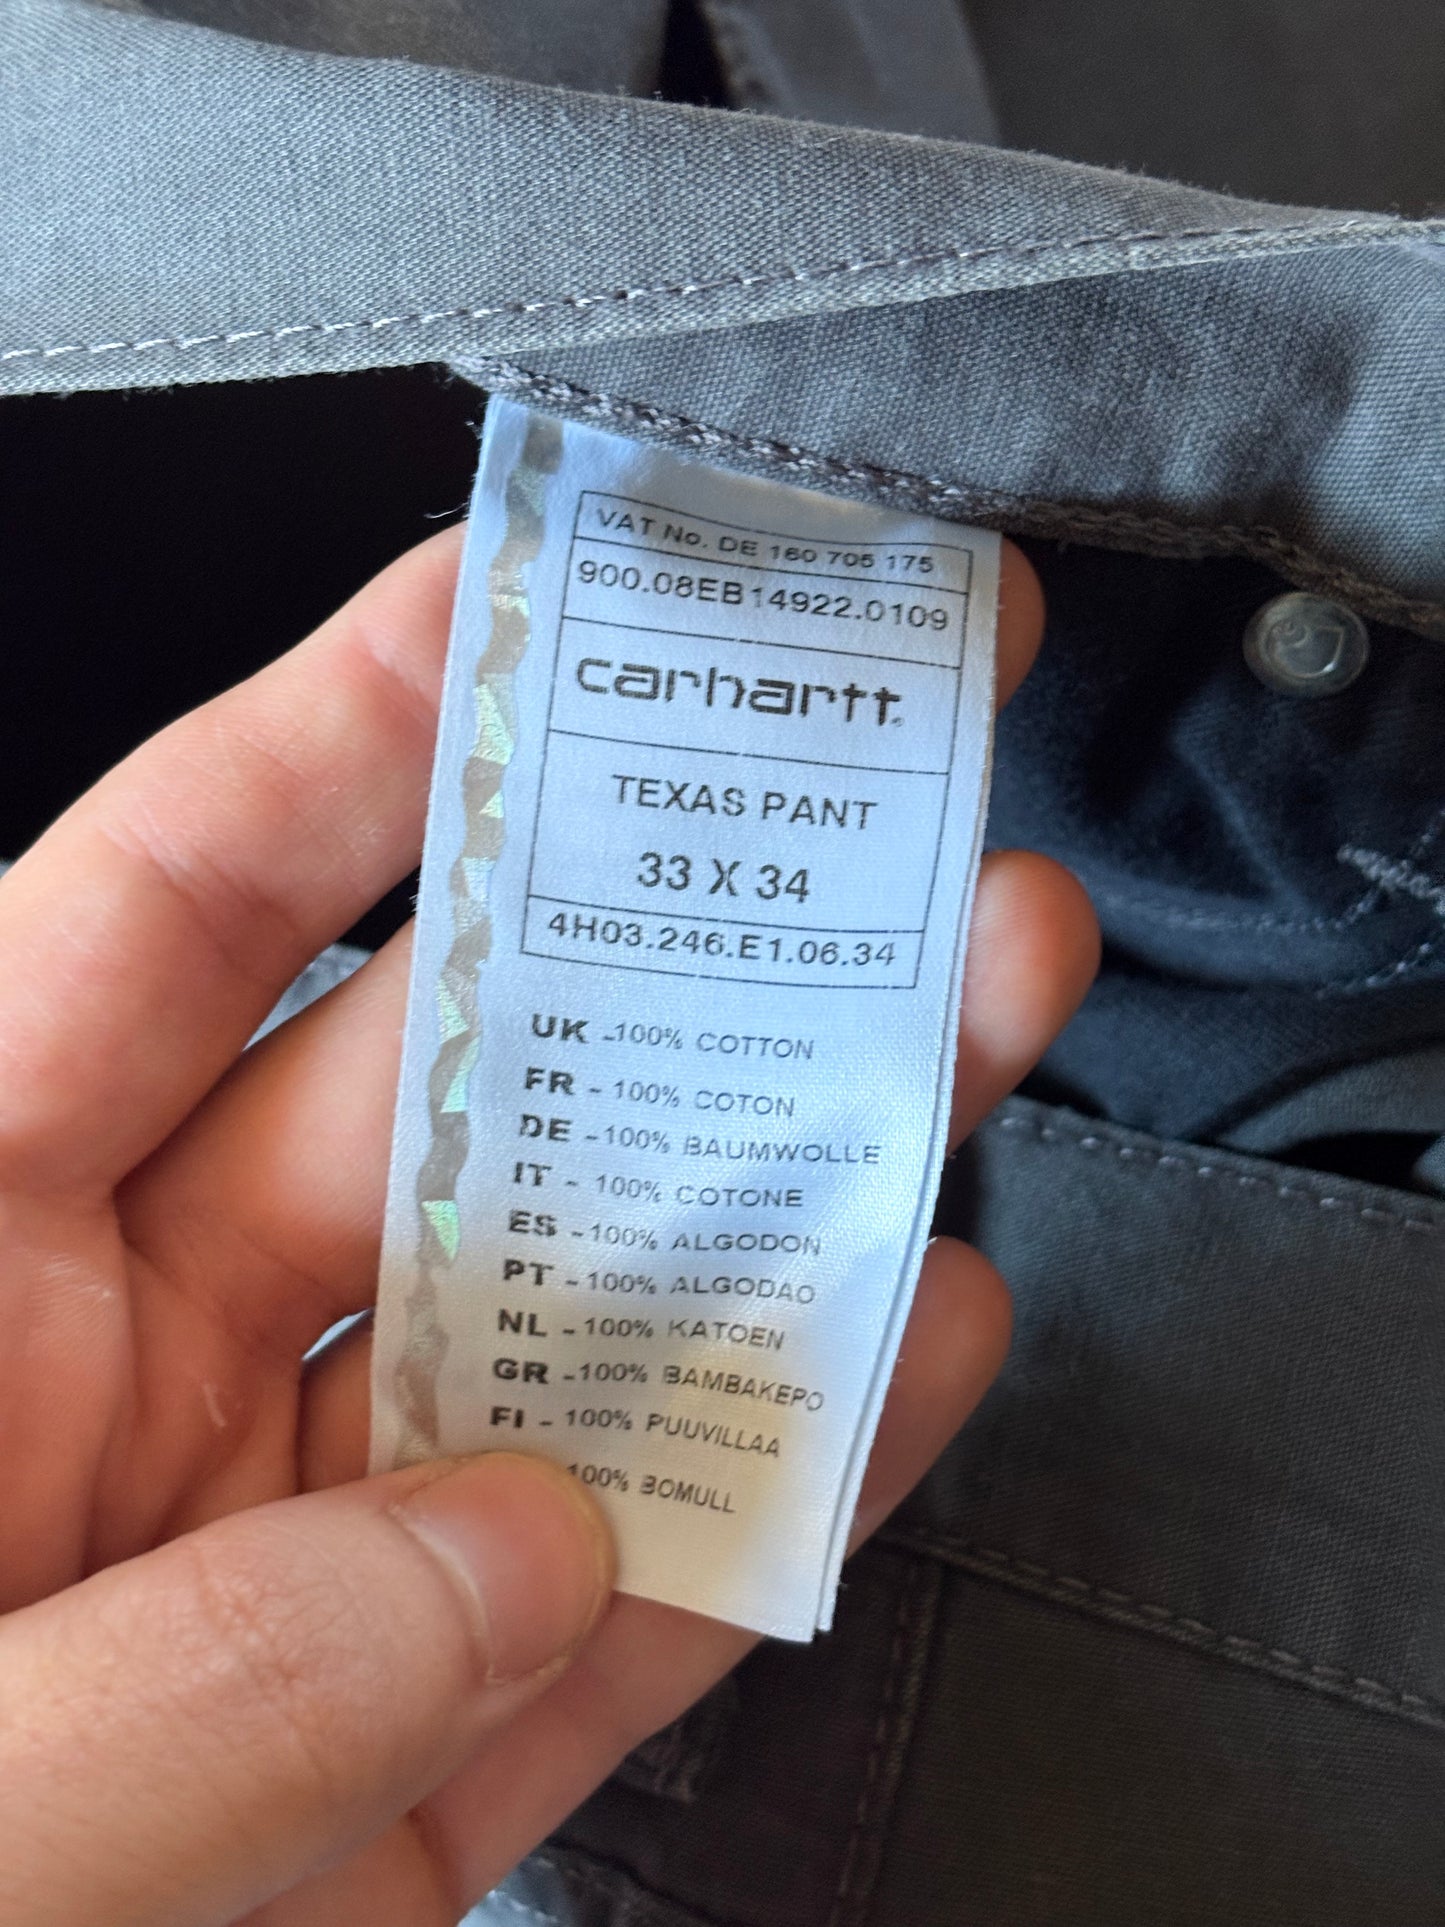 VAT No. DE 160 705 175
900.08EB14922.0109
carhartt
TEXAS PANT
33 X 34
4H03.246.E1.06.34
UK - 100% COTTON
FR - 100% COTON
DE - 100% BAUMWOLLE
IT - 100% COTONE
ES - 100% ALGODON
PT - 100% ALGODAO
NL - 100% KATOEN
GR - 100% BAMBAKEPO
FI - 100% PUUVILLAA
100% BOMULL